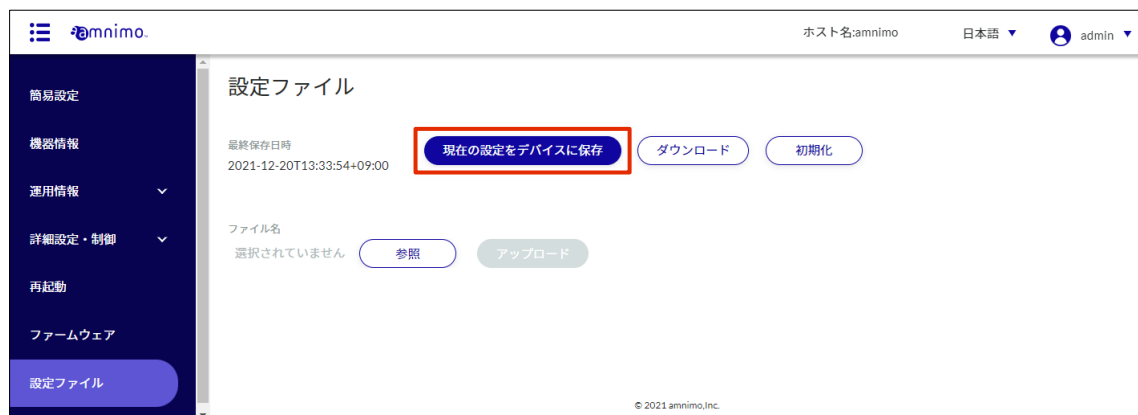 amnimo
ホスト名:amnimo
日本語 ▼
admin ▼
簡易設定
機器情報
運用情報
詳細設定・制御
再起動
ファームウェア
設定ファイル
設定ファイル
最終保存日時
2021-12-20T13:33:54+09:00
現在の設定をデバイスに保存
ダウンロード
初期化
ファイル名
選択されていません
参照
アップロード
© 2021 amnimo,Inc.